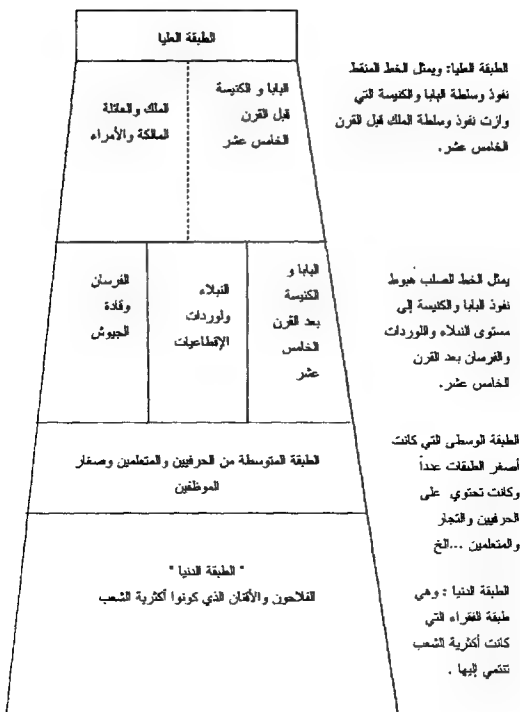 الطبقة العليا
البابا و الكنيسة
قبل القرن
الخامس عشر
الملك والعائلة
المالكة والأمراء
الطبقة العليا: ويمثل الخط المنقط
نفوذ وسلطة البابا والكنيسة التي
وازت نفوذ وسلطة الملك قبل القرن
الخامس عشر.
البابا و
الكنيسة
بعد القرن
الخامس
عشر
النبلاء
ولوردات
الإقطاعيات
الفرسان
وقادة
الجيوش
يمثل الخط الصلب هبوط
نفوذ البابا والكنيسة إلى
مستوى النبلاء واللوردات
والفرسان بعد القرن
الخامس عشر.
الطبقة المتوسطة من الحرفيين والمتعلمين وصغار
الموظفين
الطبقة الوسطى التي كانت
أصغر الطبقات عدداً
وكانت تحتوي على
الحرفيين والتجار
والمتعلمين ...الخ
" الطبقة الدنيا "
الفلاحون والأقنان الذي كونوا أكثرية الشعب
الطبقة الدنيا : وهي
طبقة الفقراء التي
كانت أكثرية الشعب
تنتمي إليها .